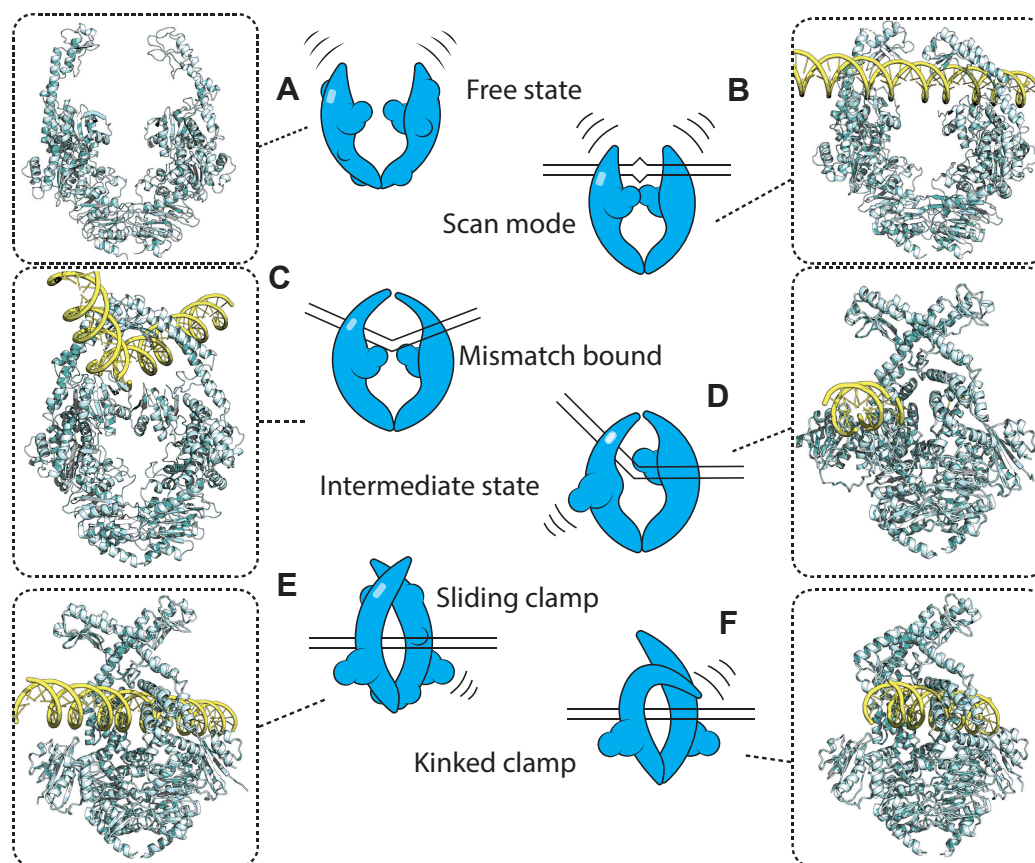 A
Free state
B
Scan mode
C
Mismatch bound
D
Intermediate state
E
Sliding clamp
F
Kinked clamp